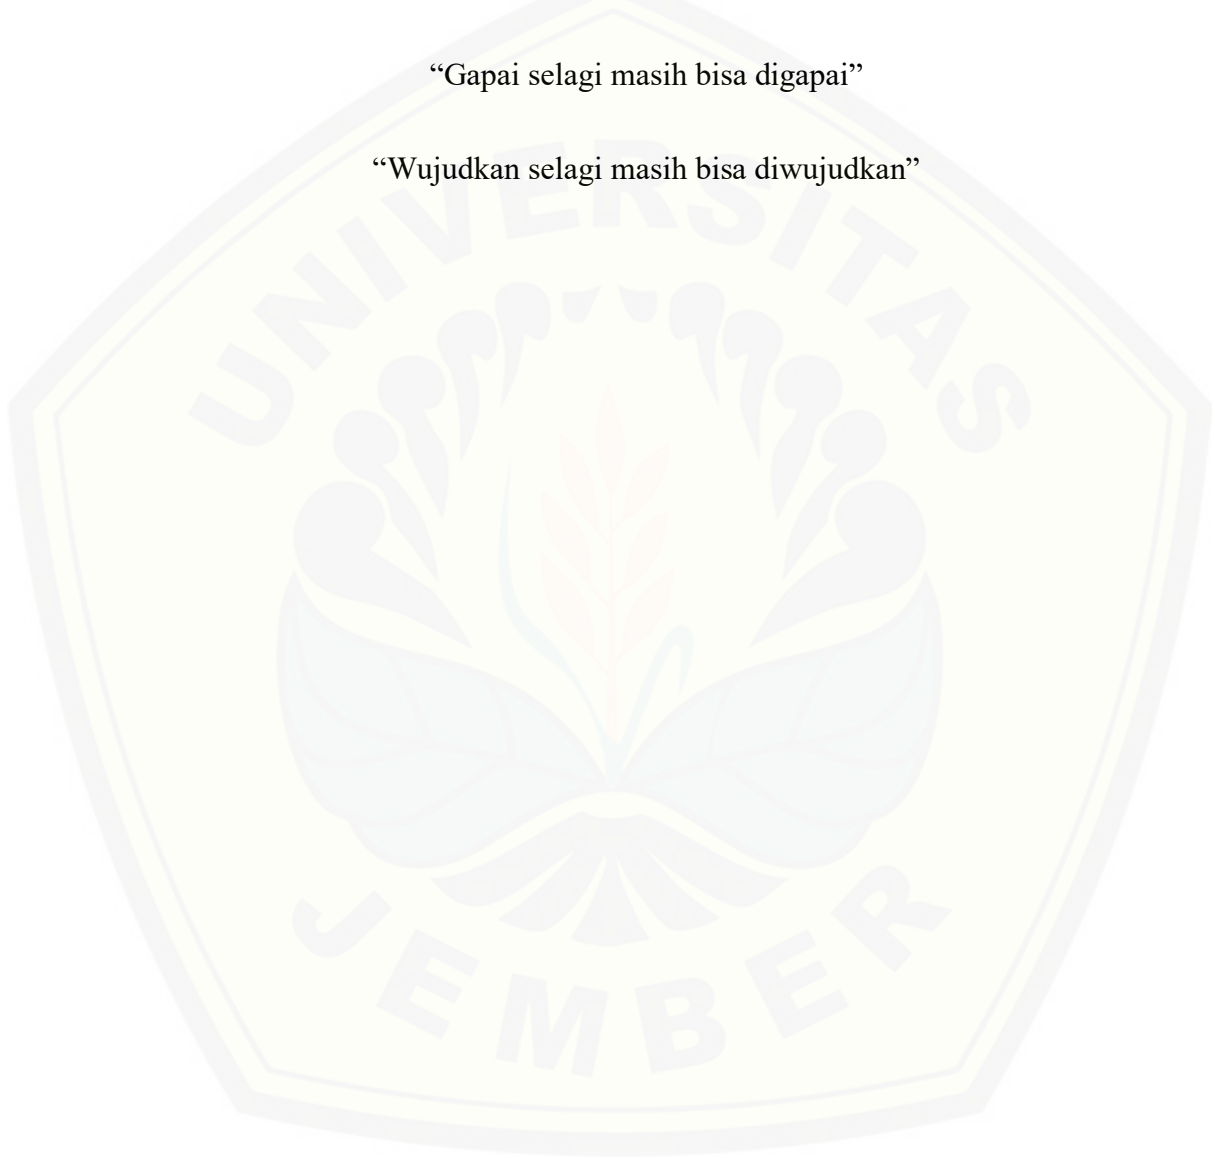 “Gapai selagi masih bisa digapai”
“Wujudkan selagi masih bisa diwujudkan”
UNIVERSITAS
JEMBER